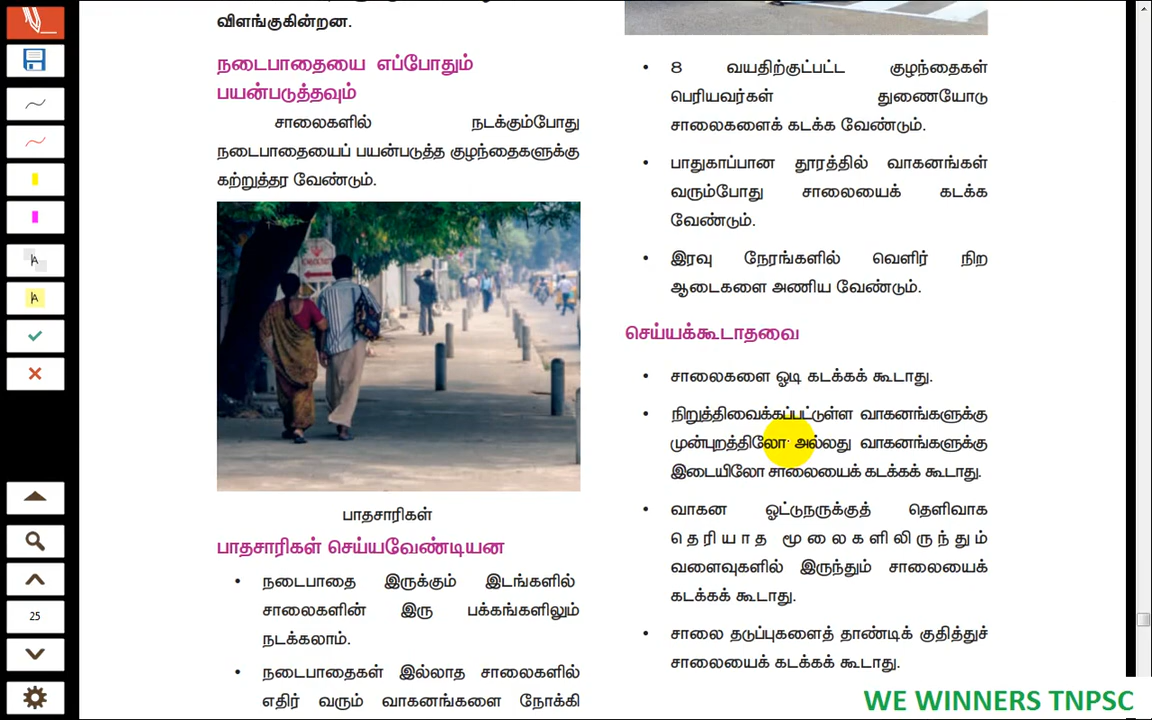 விளங்குகின்றன.
நடைபாதையை எப்போதும்
பயன்படுத்தவும்
சாலைகளில் நடக்கும்போது
நடைபாதையைப் பயன்படுத்த குழந்தைகளுக்கு
கற்றுத்தர வேண்டும்.
பாதசாரிகள்
பாதசாரிகள் செய்யவேண்டியன
• நடைபாதை இருக்கும் இடங்களில்
சாலைகளின் இரு பக்கங்களிலும்
நடக்கலாம்.
• நடைபாதைகள் இல்லாத சாலைகளில்
எதிர் வரும் வாகனங்களை நோக்கி
• 8 வயதிற்குட்பட்ட குழந்தைகள்
பெரியவர்கள் துணையோடு
சாலைகளைக் கடக்க வேண்டும்.
• பாதுகாப்பான தூரத்தில் வாகனங்கள்
வரும்போது சாலையைக் கடக்க
வேண்டும்.
• இரவு நேரங்களில் வெளிர் நிற
ஆடைகளை அணிய வேண்டும்.
செய்யக்கூடாதவை
• சாலைகளை ஓடி கடக்கக் கூடாது.
• நிறுத்திவைக்கப்பட்டுள்ள வாகனங்களுக்கு
முன்புறத்திலோ அல்லது வாகனங்களுக்கு
இடையிலோ சாலையைக் கடக்கக் கூடாது.
• வாகன ஓட்டுநருக்குத் தெளிவாக
தெரியாத மூலைகளிலிருந்தும்
வளைவுகளில் இருந்தும் சாலையைக்
கடக்கக் கூடாது.
• சாலை தடுப்புகளைத் தாண்டிக் குதித்துச்
சாலையைக் கடக்கக் கூடாது.
25
WE WINNERS TNPSC